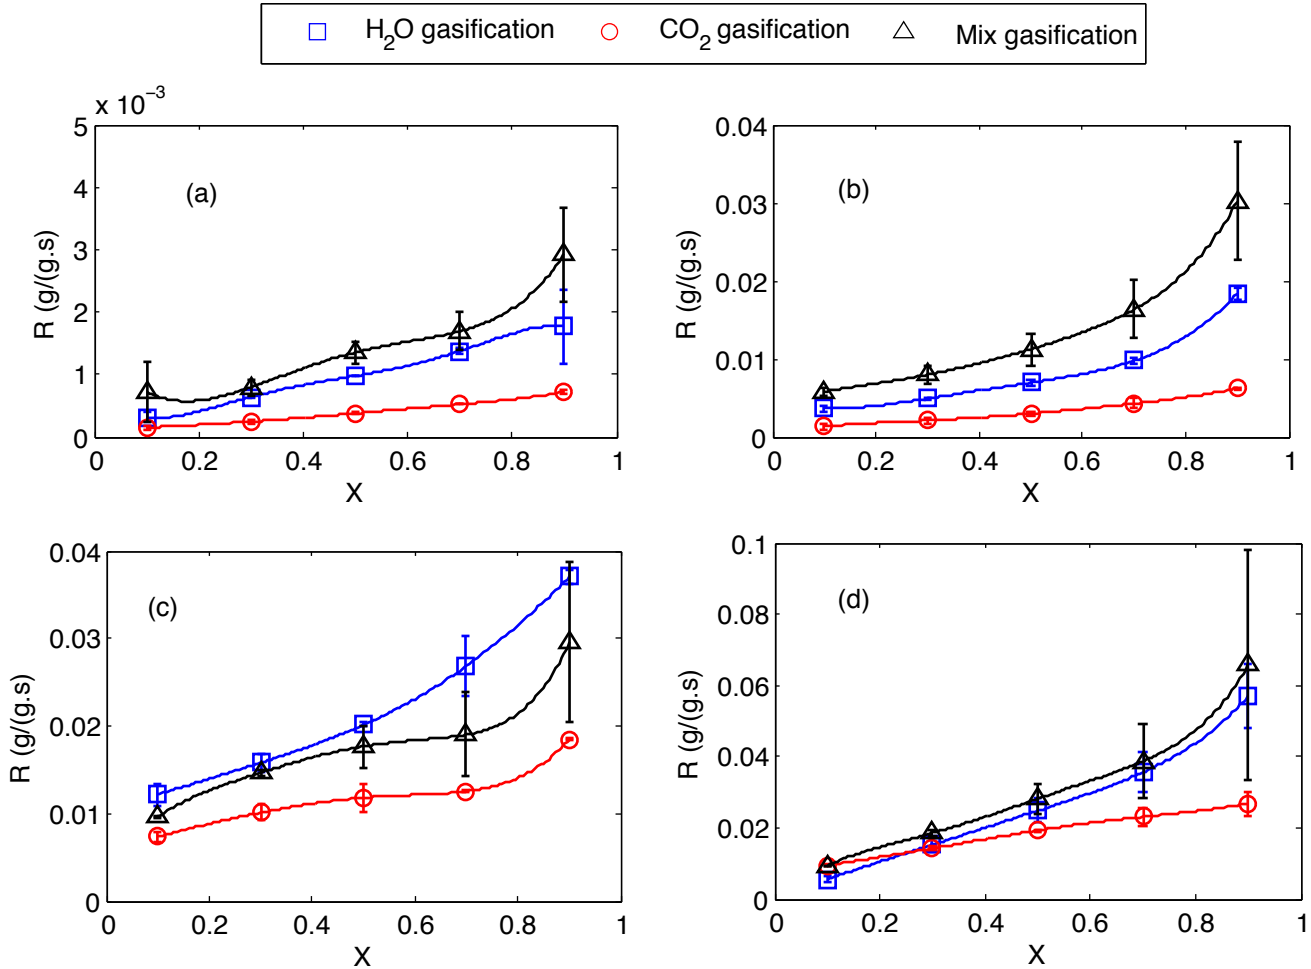 H2O gasification CO2 gasification Mix gasification
x 10−3
5
4
3
2
1
0
R (g/(g.s)
(a)
0 0.2 0.4 0.6 0.8 1
X
0.04
0.03
0.02
0.01
0
R (g/(g.s)
(b)
0 0.2 0.4 0.6 0.8 1
X
0.04
0.03
0.02
0.01
0
R (g/(g.s)
(c)
0 0.2 0.4 0.6 0.8 1
X
0.1
0.08
0.06
0.04
0.02
0
R (g/(g.s)
(d)
0 0.2 0.4 0.6 0.8 1
X